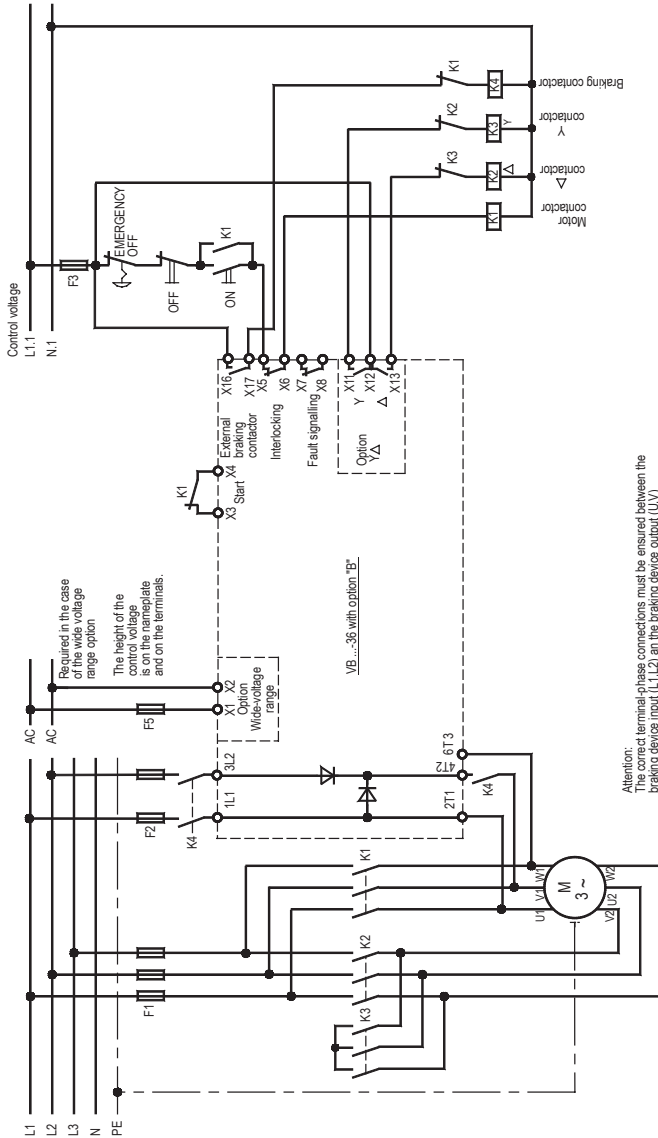 Control voltage
L1.1
N.1
F3
EMERGENCY
OFF
OFF
K1
ON
K1
K2
K3
K4
K3
Y
K2
△
K1
Braking contactor
Y
contactor
△
contactor
Motor
contactor
AC
AC
Required in the case
of the wide voltage
range option
The height of the
control voltage
is on the nameplate
and on the terminals.
F5
K1
X3
X4
Start
X16
X17
X5
X6
X7
X8
X11
X12
X13
External
braking
contactor
Interlocking
Fault signalling
Y
△
Option
Y△
X1
X2
Option
Wide-voltage
range
VB ...-36 with option "B"
F2
K4
1L1
3L2
2T1
4T2
6T3
K4
L1
L2
L3
N
PE
F1
K3
K2
K1
U1
V1
W1
M
3 ~
V2
U2
W2
Attention:
The correct terminal-phase connections must be ensured between the
braking device input (L1,L2) an the braking device output (U,V)